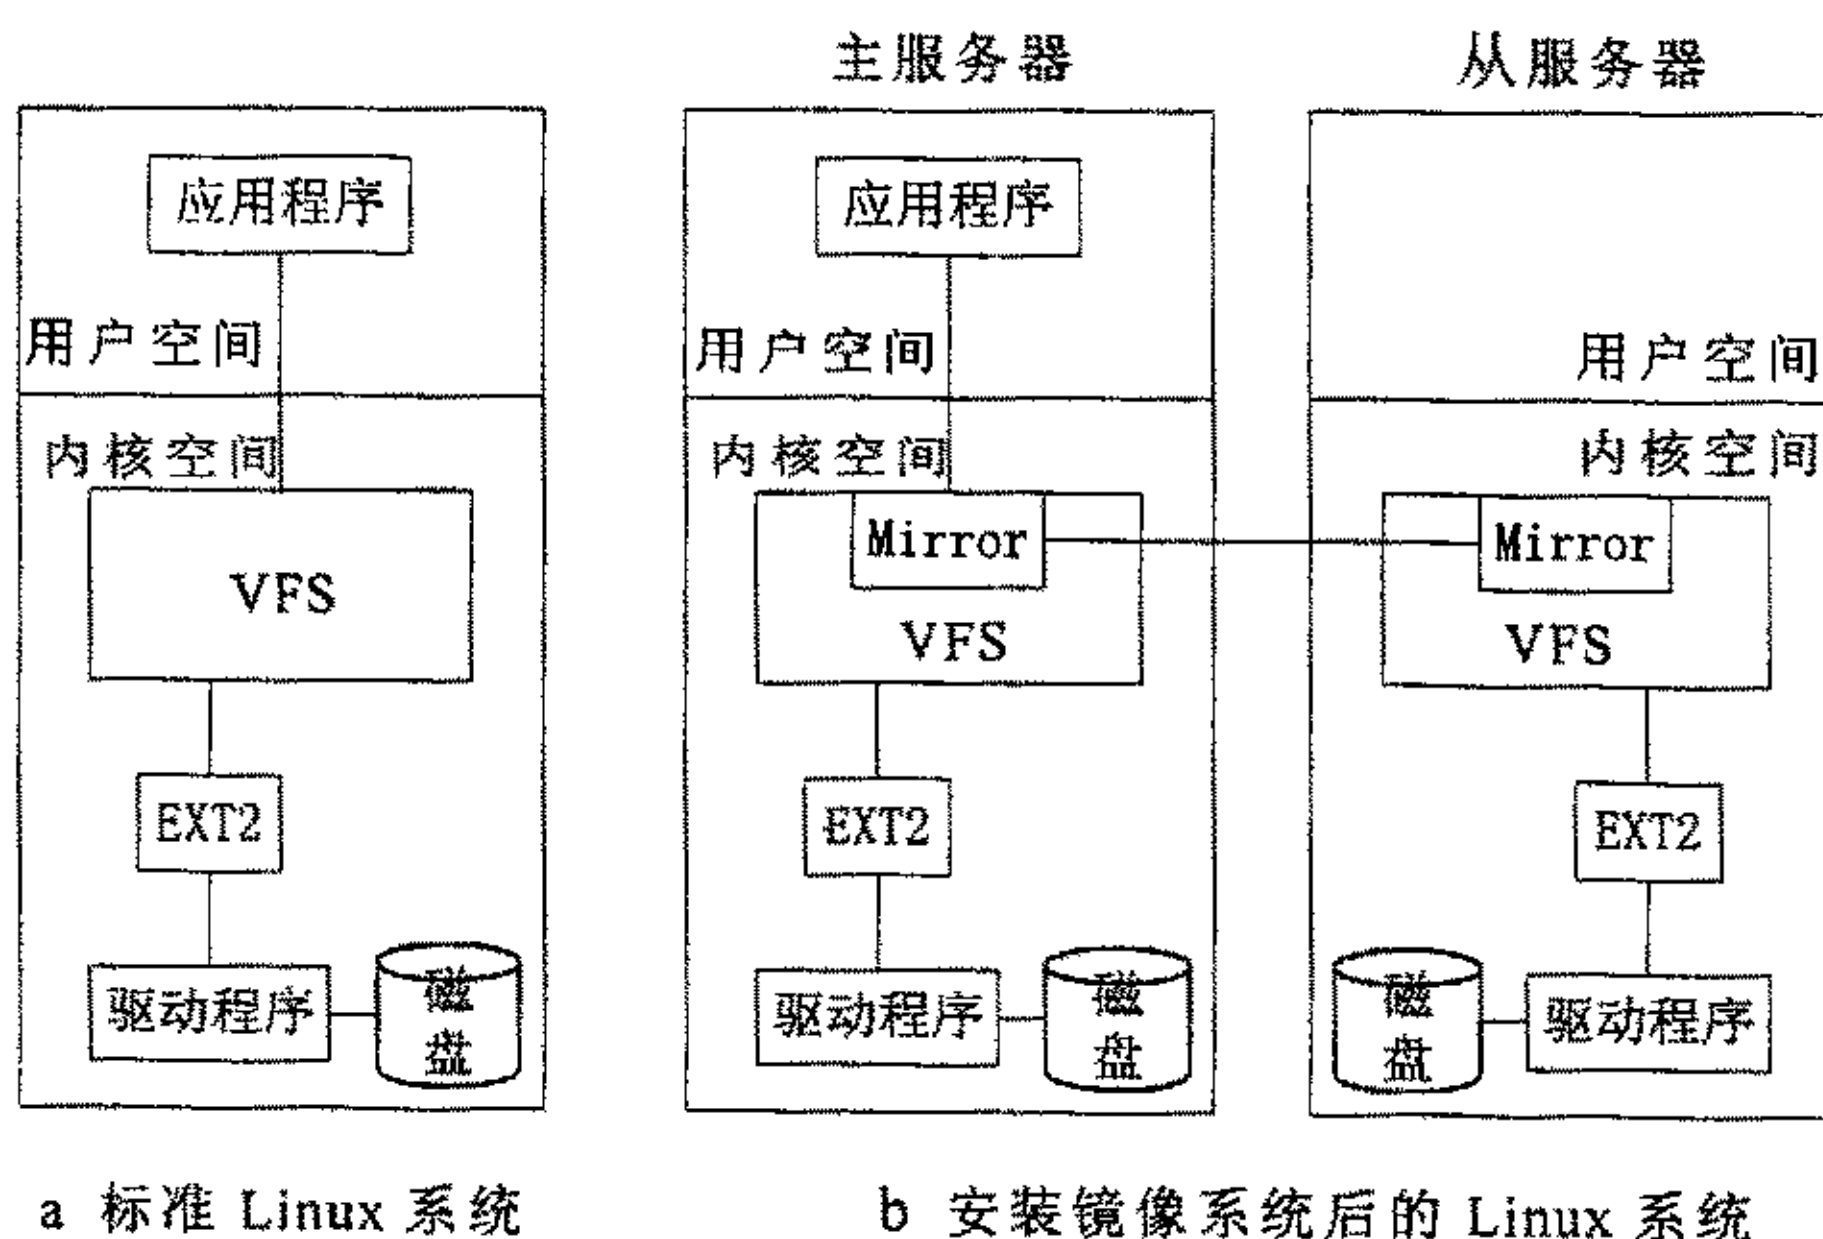 主服务器
从服务器
应用程序
用户空间
内核空间
VFS
EXT2
驱动程序
磁
盘
应用程序
用户空间
内核空间
Mirror
VFS
EXT2
驱动程序
磁
盘
用户空间
内核空间
Mirror
VFS
EXT2
磁
盘
驱动程序
a 标准 Linux 系统
b 安装镜像系统后的 Linux 系统